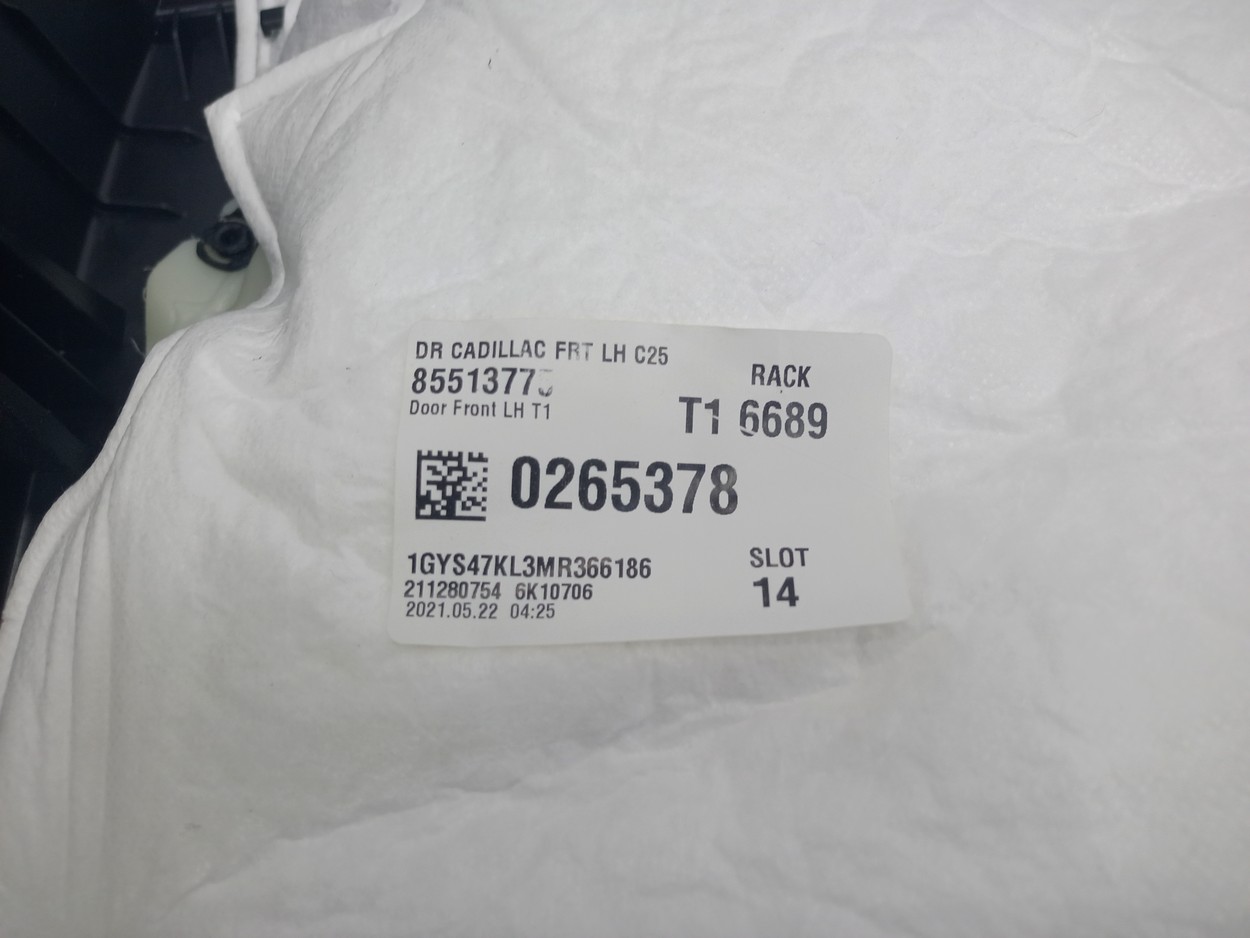 DR CADILLAC FRT LH C25
RACK
T1 6689
Door Front LH T1
0265378
1GYS47KL3MR366186
SLOT
14
211280754 6K10706
2021.05.22 04:25